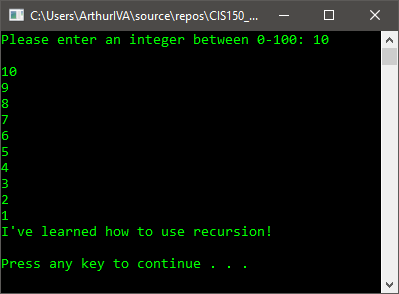 C:\Users\ArthurIVA\source\repos\CIS150_...
Please enter an integer between 0-100: 10
10
9
8
7
6
5
4
3
2
1
I've learned how to use recursion!
Press any key to continue . . .